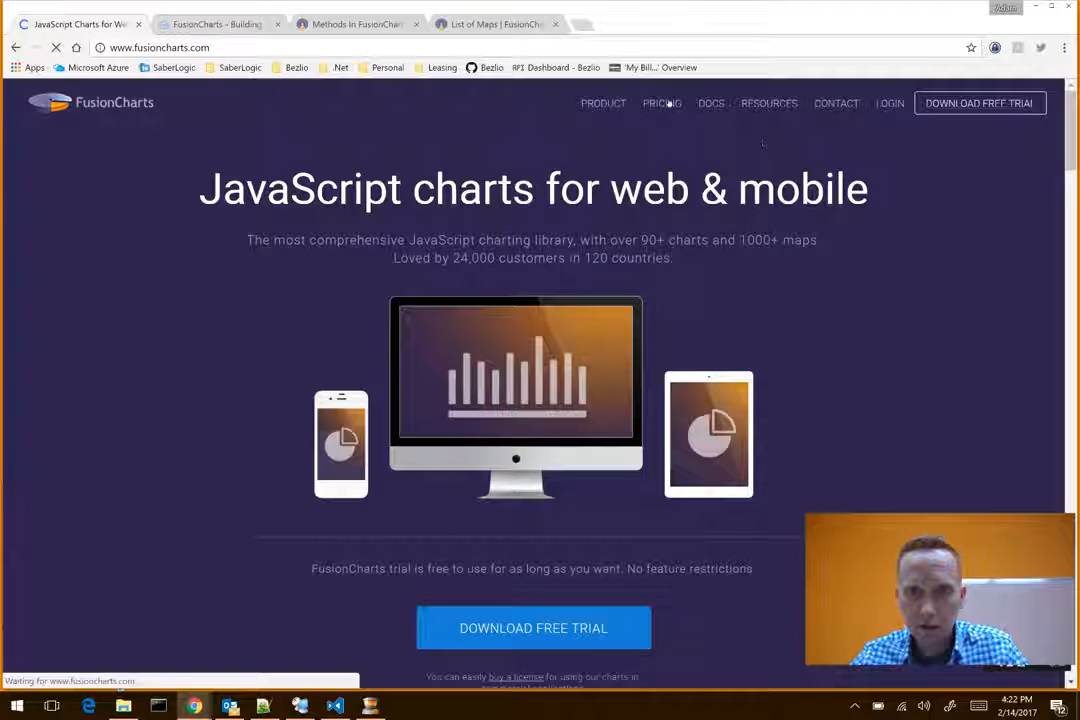 Adam
JavaScript Charts for We
FusionCharts - Building
Methods In FusionChar
List of Maps | FusionCh
www.fusioncharts.com
Apps
Microsoft Azure
SaberLogic
SaberLogic
Bezlio
.Net
Personal
Leasing
Bezlio
RPI Dashboard - Bezlio
'My Bill...' Overview
FusionCharts
PRODUCT
PRICING
DOCS
RESOURCES
CONTACT
LOGIN
DOWNLOAD FREE TRIAL
JavaScript charts for web & mobile
The most comprehensive JavaScript charting library, with over 90+ charts and 1000+ maps
Loved by 24,000 customers in 120 countries.
FusionCharts trial is free to use for as long as you want. No feature restrictions
DOWNLOAD FREE TRIAL
You can easily buy a license for using our charts in
Waiting for www.fusioncharts.com...
4:22 PM
2/14/2017
12